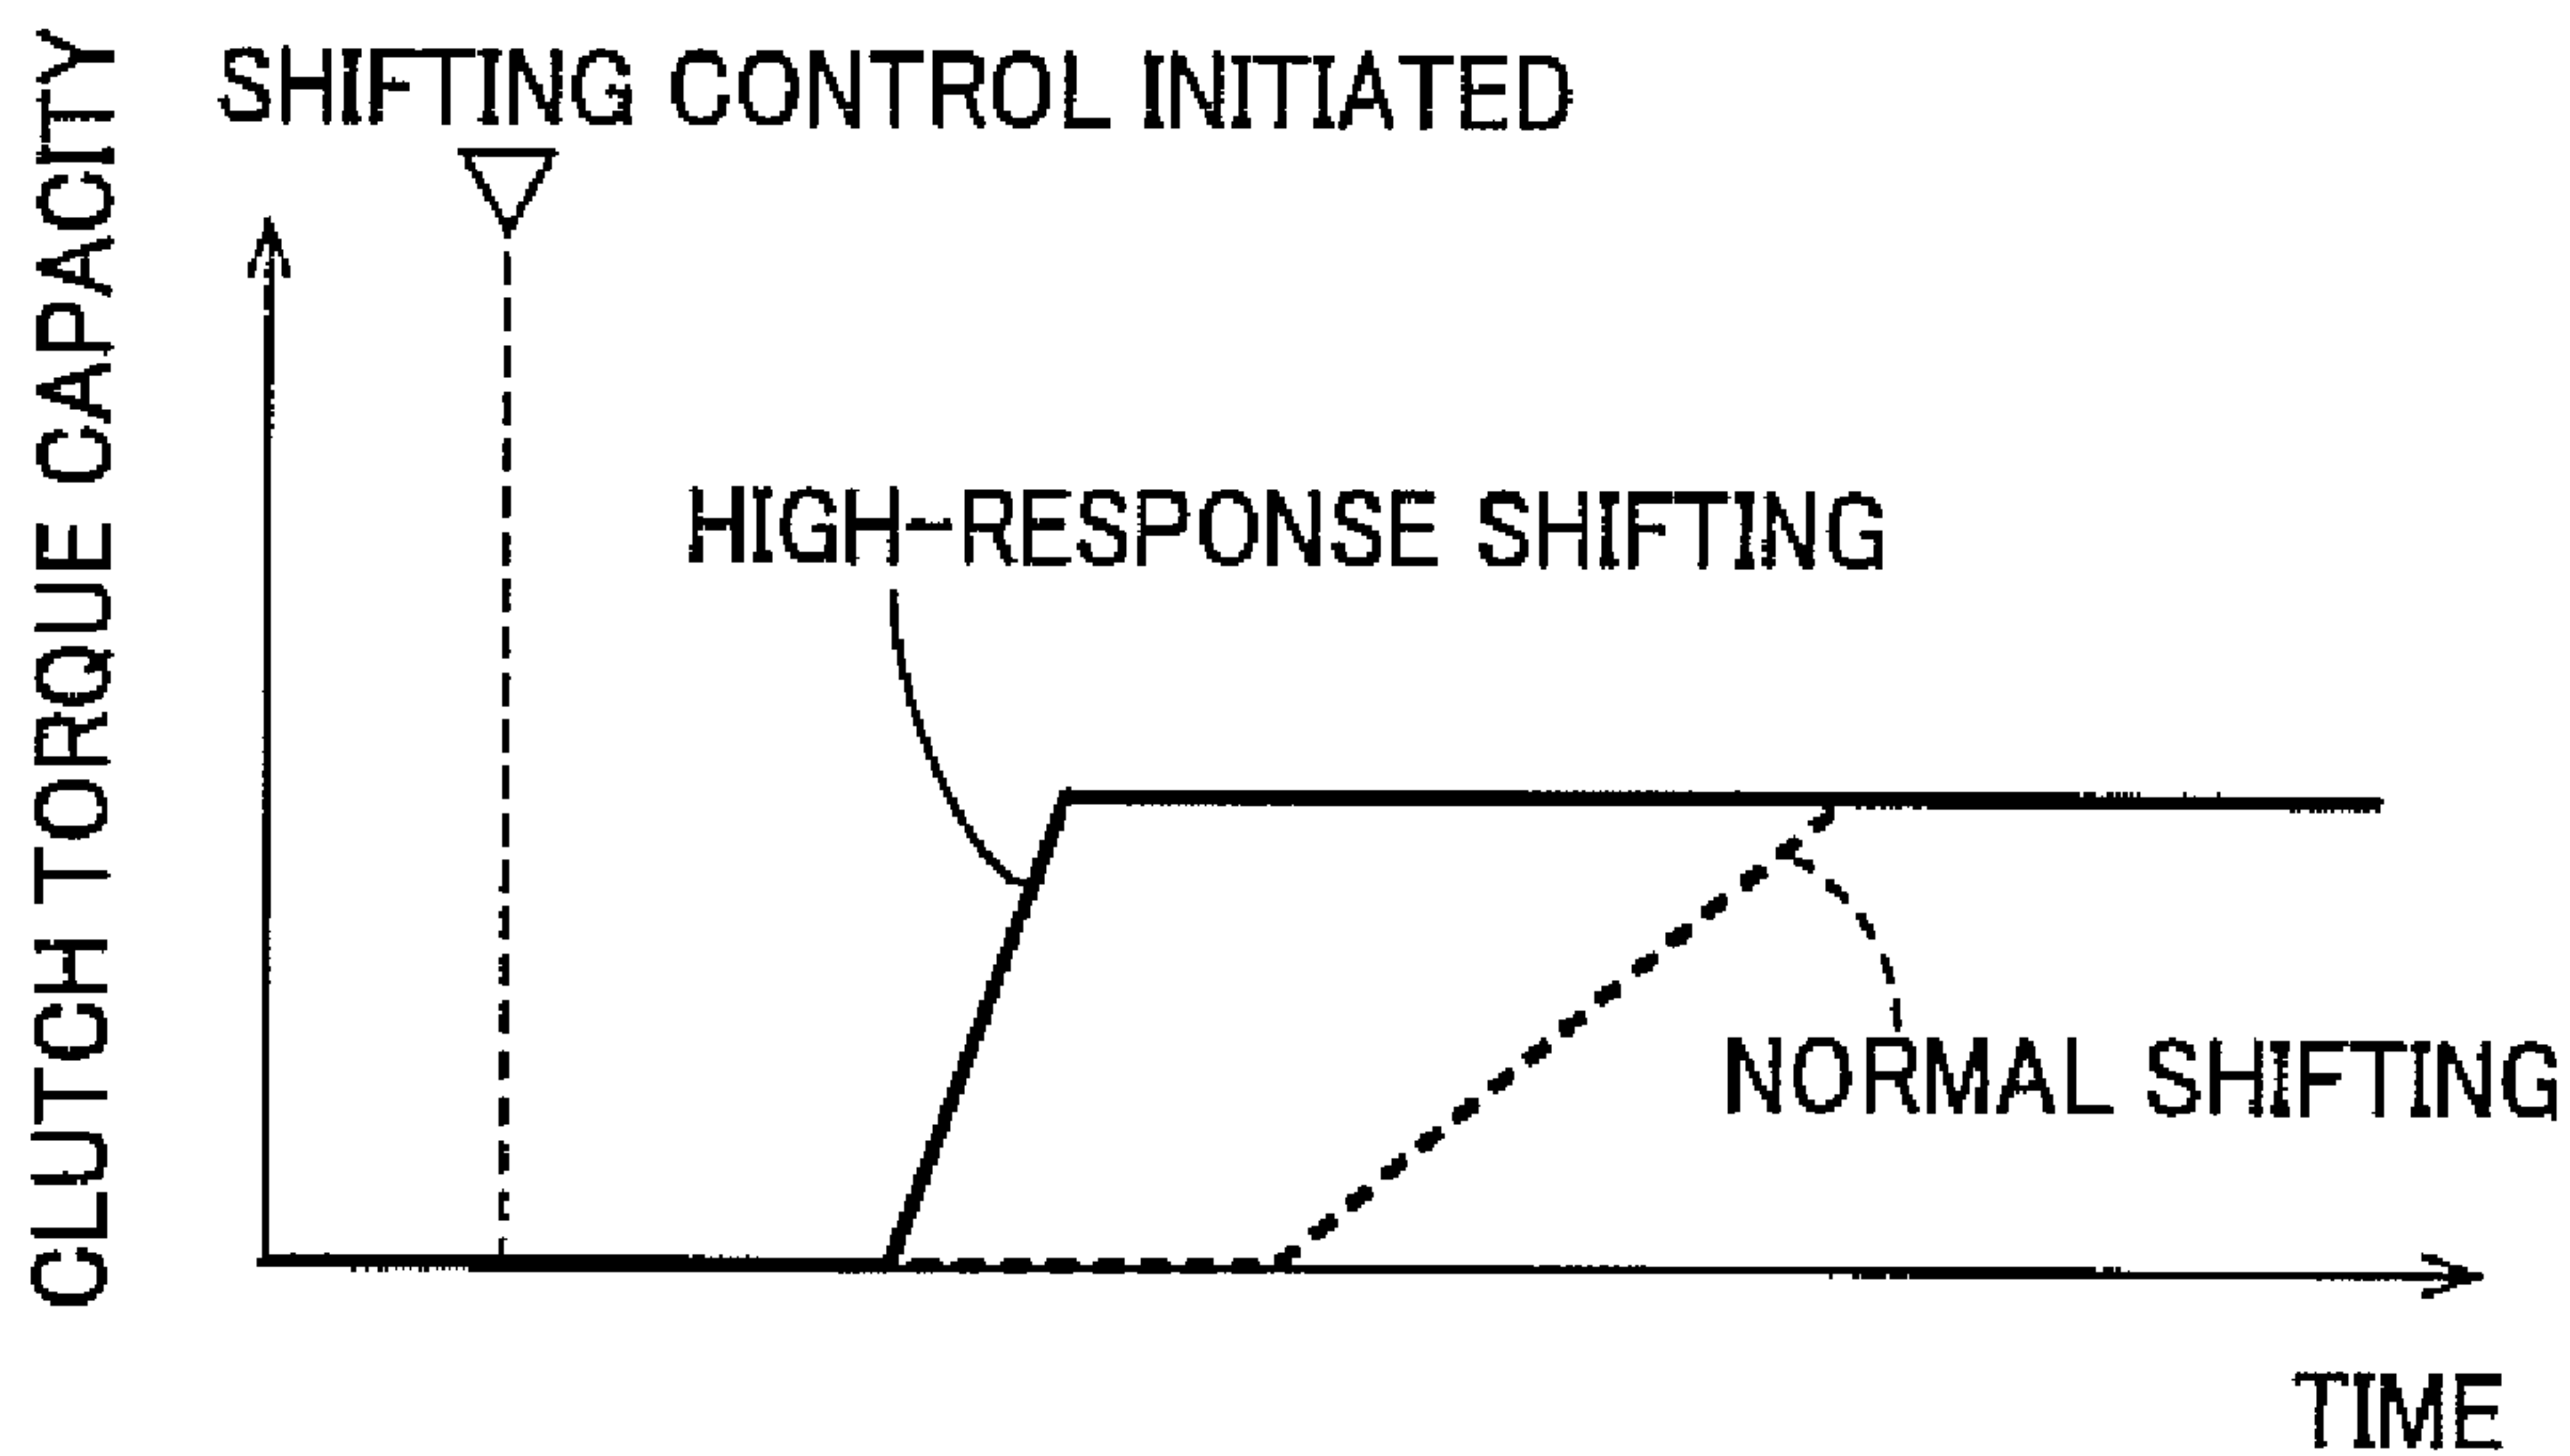 SHIFTING CONTROL INITIATED
CLUTCH TORQUE CAPACITY
HIGH-RESPONSE SHIFTING
NORMAL SHIFTING
TIME